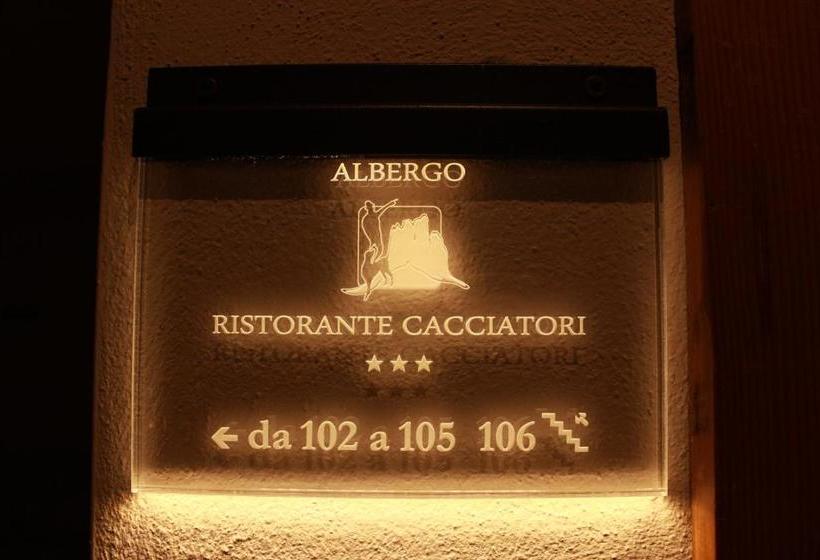 ALBERGO
RISTORANTE CACCIATORI
★★★
← da 102 a 105 106